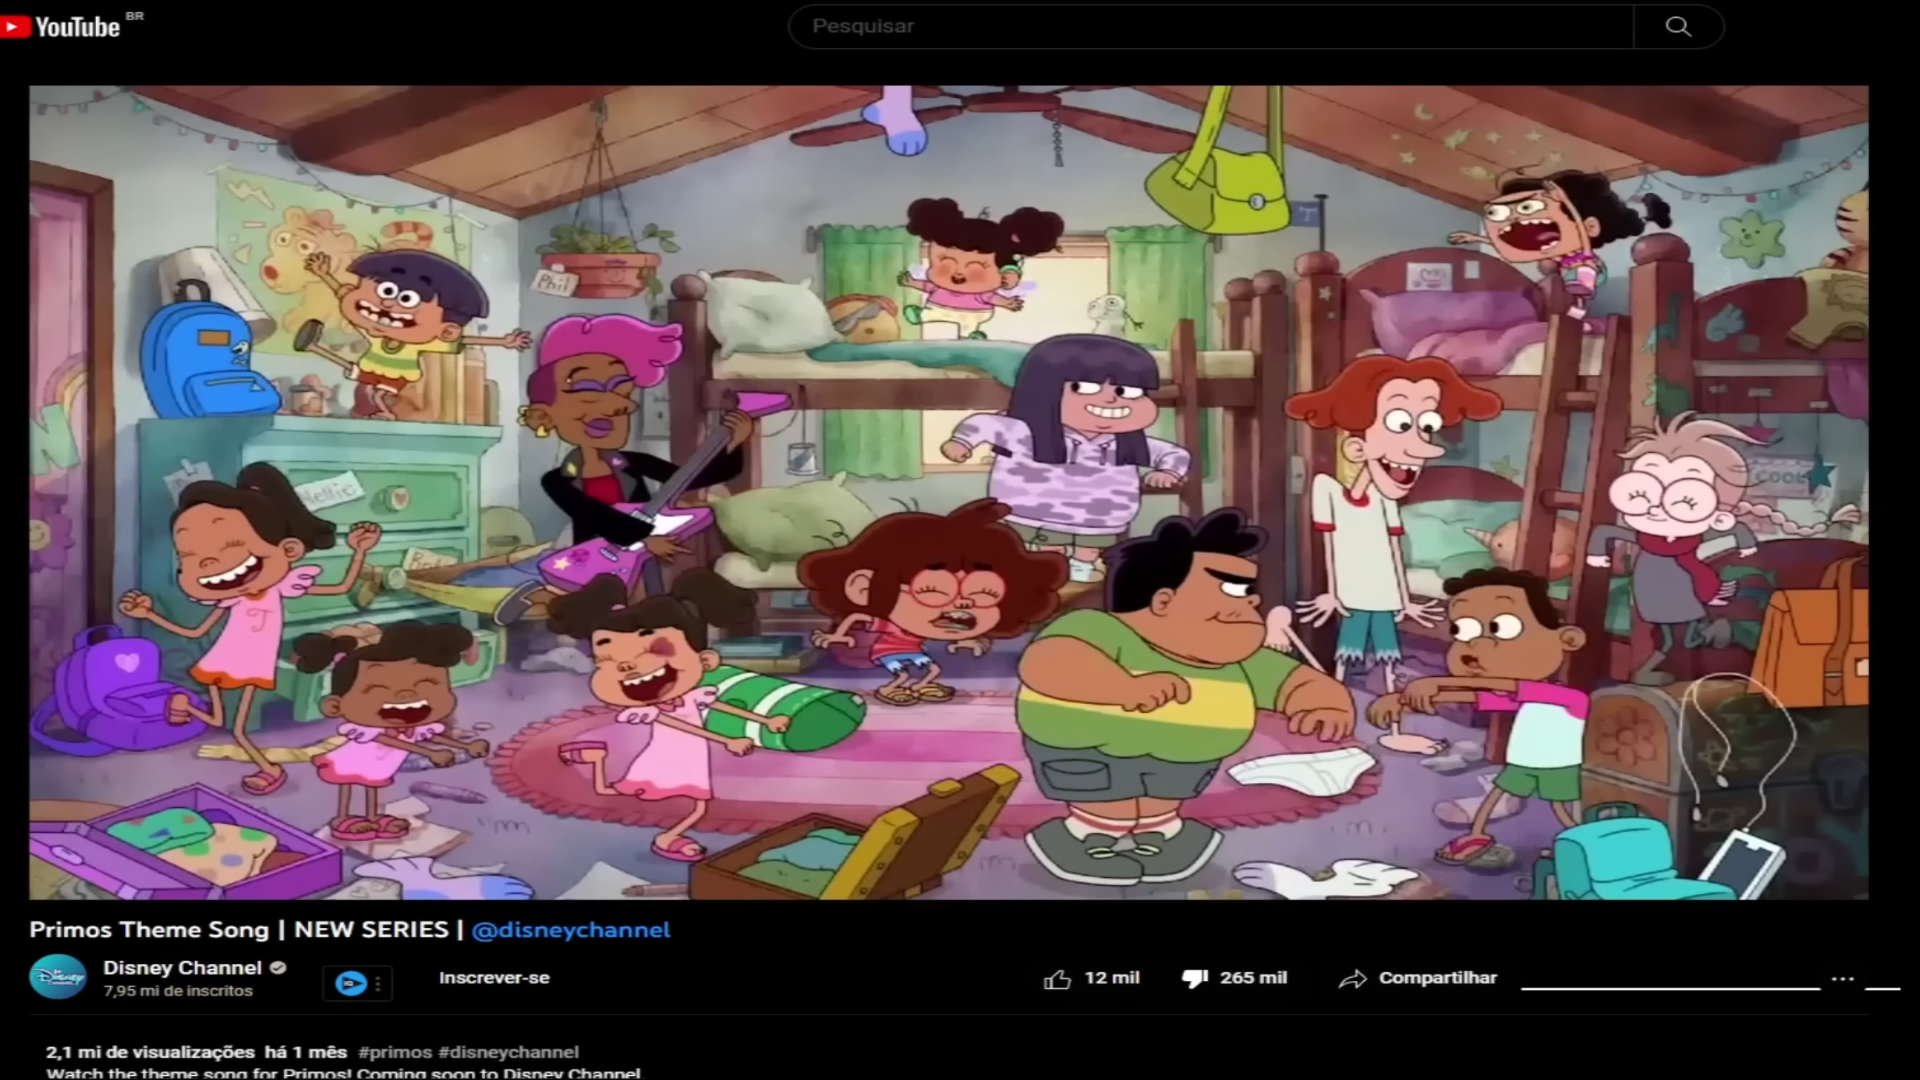 YouTube BR
Pesquisar
Phil
Nellie
COOL
T
N
Primos Theme Song | NEW SERIES | @disneychannel
Disney Channel
7,95 mi de inscritos
Inscrever-se
12 mil
265 mil
Compartilhar
2,1 mi de visualizações há 1 mês #primos #disneychannel
Watch the theme song for Primos! Coming soon to Disney Channel